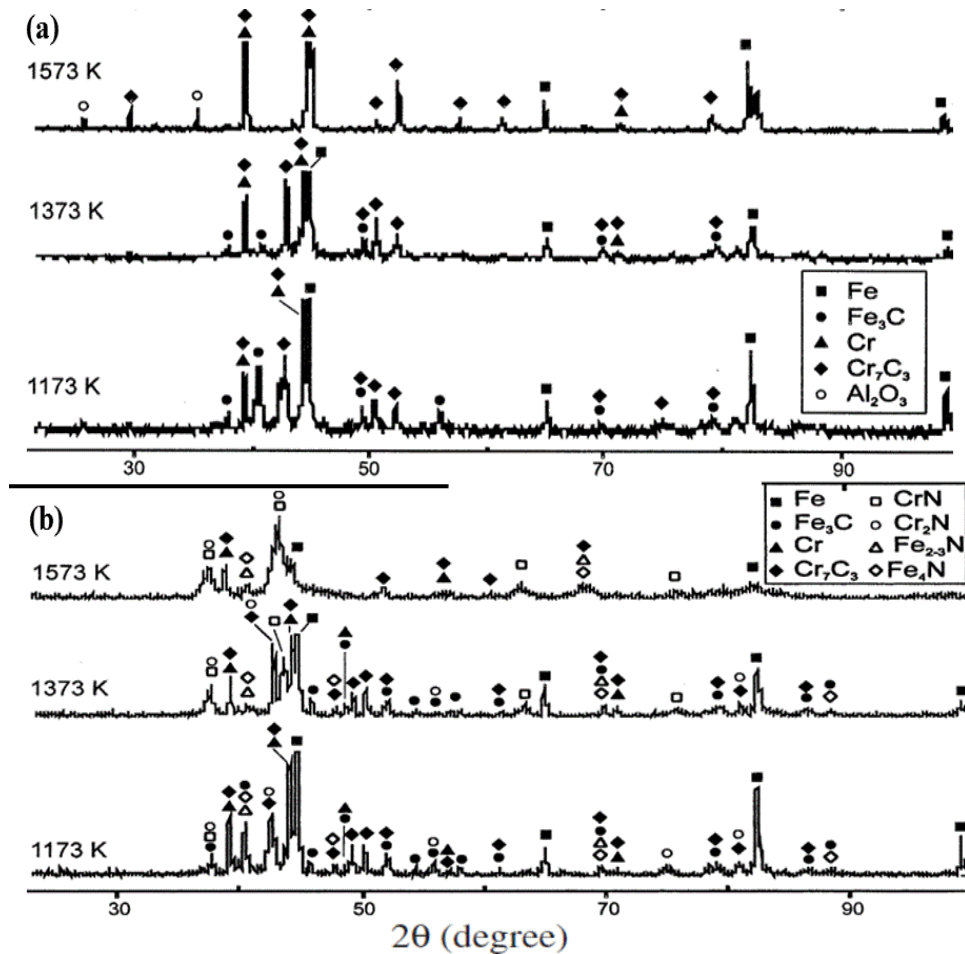 (a)
1573 K
1373 K
1173 K
■ Fe
● Fe₃C
▲ Cr
◆ Cr₇C₃
○ Al₂O₃
30 50 70 90
(b)
■ Fe □ CrN
● Fe₃C ○ Cr₂N
▲ Cr △ Fe₂₋₃N
◆ Cr₇C₃ ◇ Fe₄N
1573 K
1373 K
1173 K
30 50 70 90
2θ (degree)